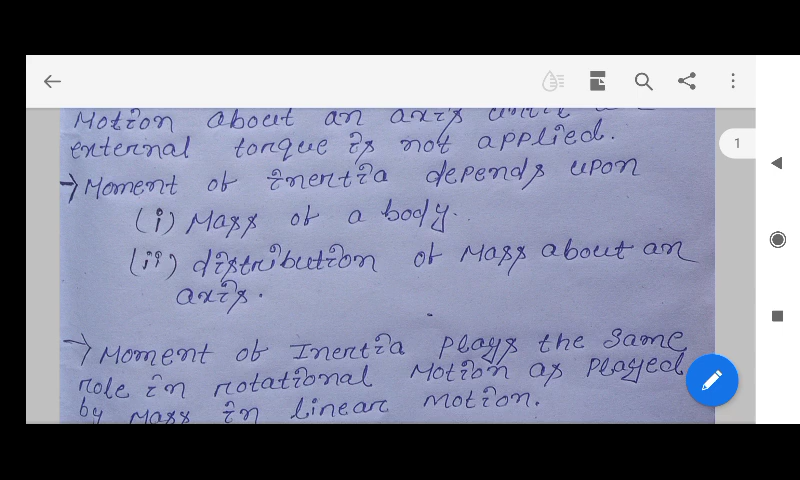 Motion about an axis until
external torque is not applied.
1
→ Moment of inertia depends upon
(i) Mass of a body.
(ii) distribution of Mass about an
axis.
→ Moment of Inertia plays the same
role in rotational Motion as played
by Mass in linear motion.